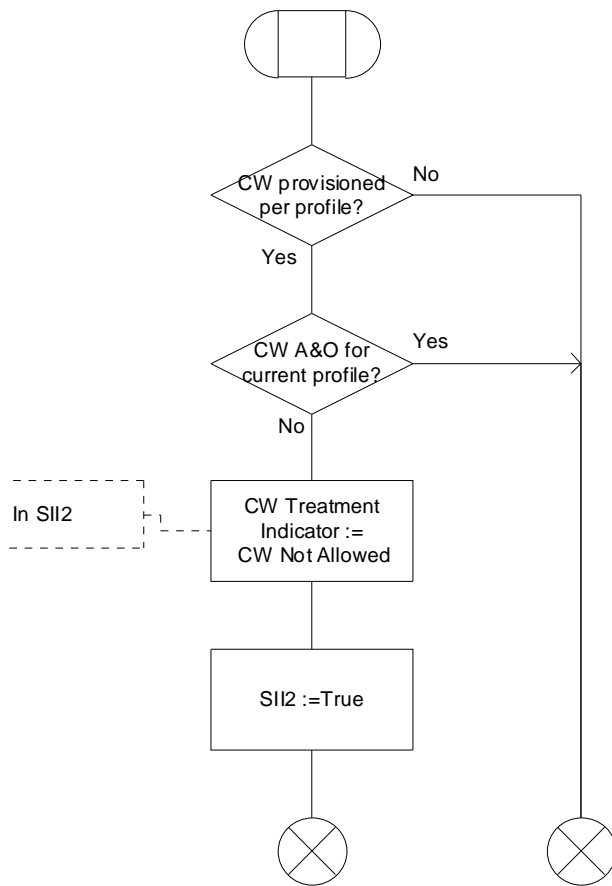 CW provisioned
per profile?
No
Yes
CW A&O for
current profile?
Yes
No
In SII2
CW Treatment
Indicator :=
CW Not Allowed
SII2 :=True